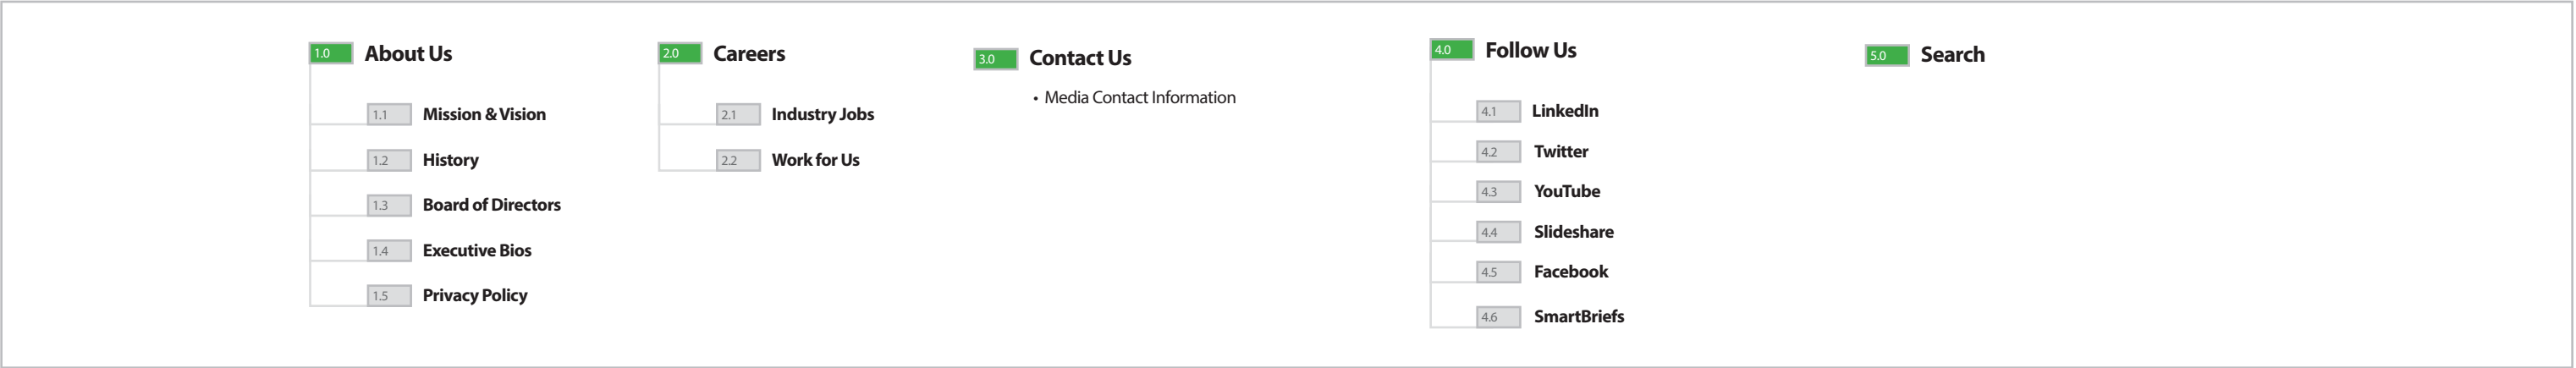 1.0 About Us
1.1 Mission & Vision
1.2 History
1.3 Board of Directors
1.4 Executive Bios
1.5 Privacy Policy
2.0 Careers
2.1 Industry Jobs
2.2 Work for Us
3.0 Contact Us
• Media Contact Information
4.0 Follow Us
4.1 LinkedIn
4.2 Twitter
4.3 YouTube
4.4 Slideshare
4.5 Facebook
4.6 SmartBriefs
5.0 Search